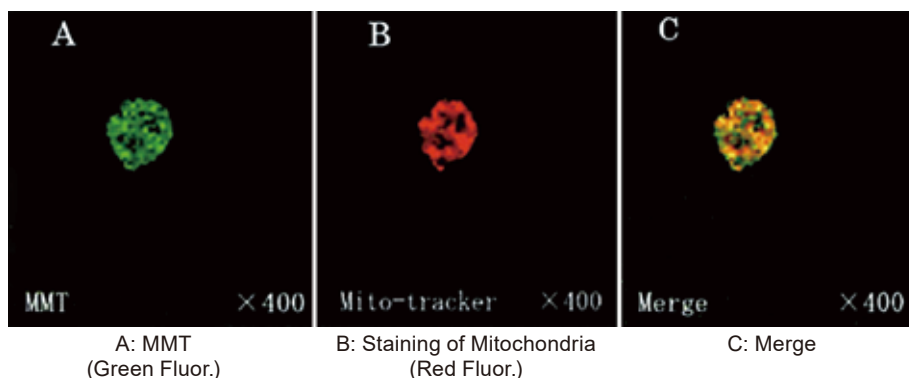 A
B
C
MMT ×400
Mito-tracker ×400
Merge ×400
A: MMT
(Green Fluor.)
B: Staining of Mitochondria
(Red Fluor.)
C: Merge